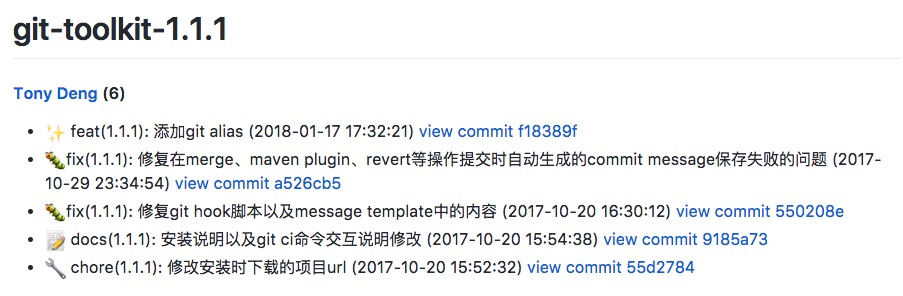 git-toolkit-1.1.1
Tony Deng (6)
• ✨ feat(1.1.1): 添加git alias (2018-01-17 17:32:21) view commit f18389f
• 🐛fix(1.1.1): 修复在merge、maven plugin、revert等操作提交时自动生成的commit message保存失败的问题 (2017-
10-29 23:34:54) view commit a526cb5
• 🐛fix(1.1.1): 修复git hook脚本以及message template中的内容 (2017-10-20 16:30:12) view commit 550208e
• 📝 docs(1.1.1): 安装说明以及git ci命令交互说明修改 (2017-10-20 15:54:38) view commit 9185a73
• 🔧 chore(1.1.1): 修改安装时下载的项目url (2017-10-20 15:52:32) view commit 55d2784